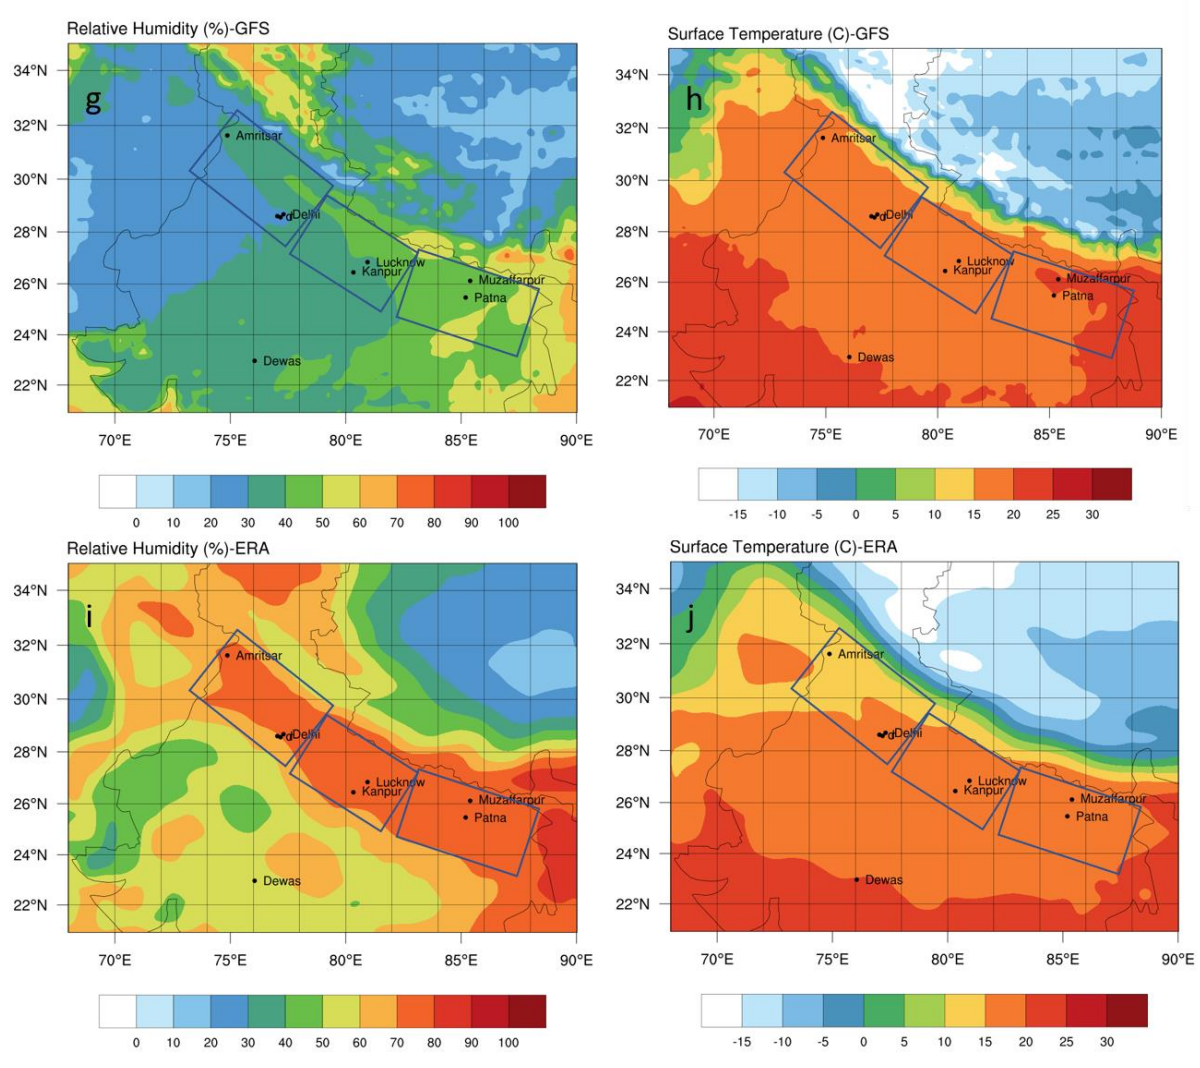 Relative Humidity (%)-GFS
g
34°N
32°N
30°N
28°N
26°N
24°N
22°N
Amritsar
dDelhi
Lucknow
Kanpur
Muzaffarpur
Patna
Dewas
70°E 75°E 80°E 85°E 90°E
0 10 20 30 40 50 60 70 80 90 100
Surface Temperature (C)-GFS
h
34°N
32°N
30°N
28°N
26°N
24°N
22°N
Amritsar
dDelhi
Lucknow
Kanpur
Muzaffarpur
Patna
Dewas
70°E 75°E 80°E 85°E 90°E
-15 -10 -5 0 5 10 15 20 25 30
Relative Humidity (%)-ERA
i
34°N
32°N
30°N
28°N
26°N
24°N
22°N
Amritsar
dDelhi
Lucknow
Kanpur
Muzaffarpur
Patna
Dewas
70°E 75°E 80°E 85°E 90°E
0 10 20 30 40 50 60 70 80 90 100
Surface Temperature (C)-ERA
j
34°N
32°N
30°N
28°N
26°N
24°N
22°N
Amritsar
dDelhi
Lucknow
Kanpur
Muzaffarpur
Patna
Dewas
70°E 75°E 80°E 85°E 90°E
-15 -10 -5 0 5 10 15 20 25 30